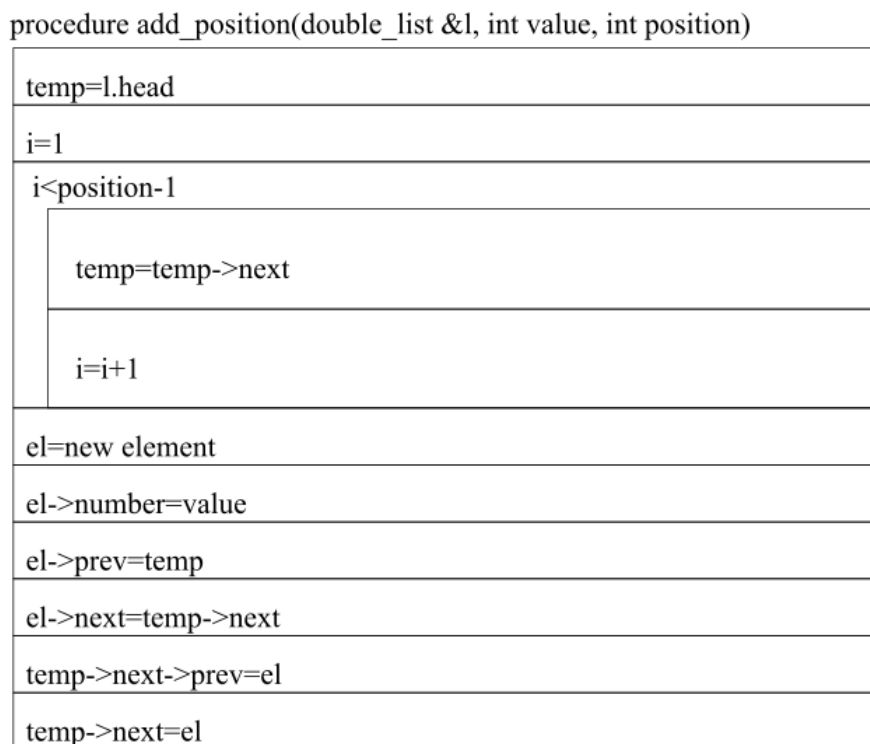 procedure add_position(double_list &l, int value, int position)
temp=l.head
i=1
i<position-1
temp=temp->next
i=i+1
el=new element
el->number=value
el->prev=temp
el->next=temp->next
temp->next->prev=el
temp->next=el